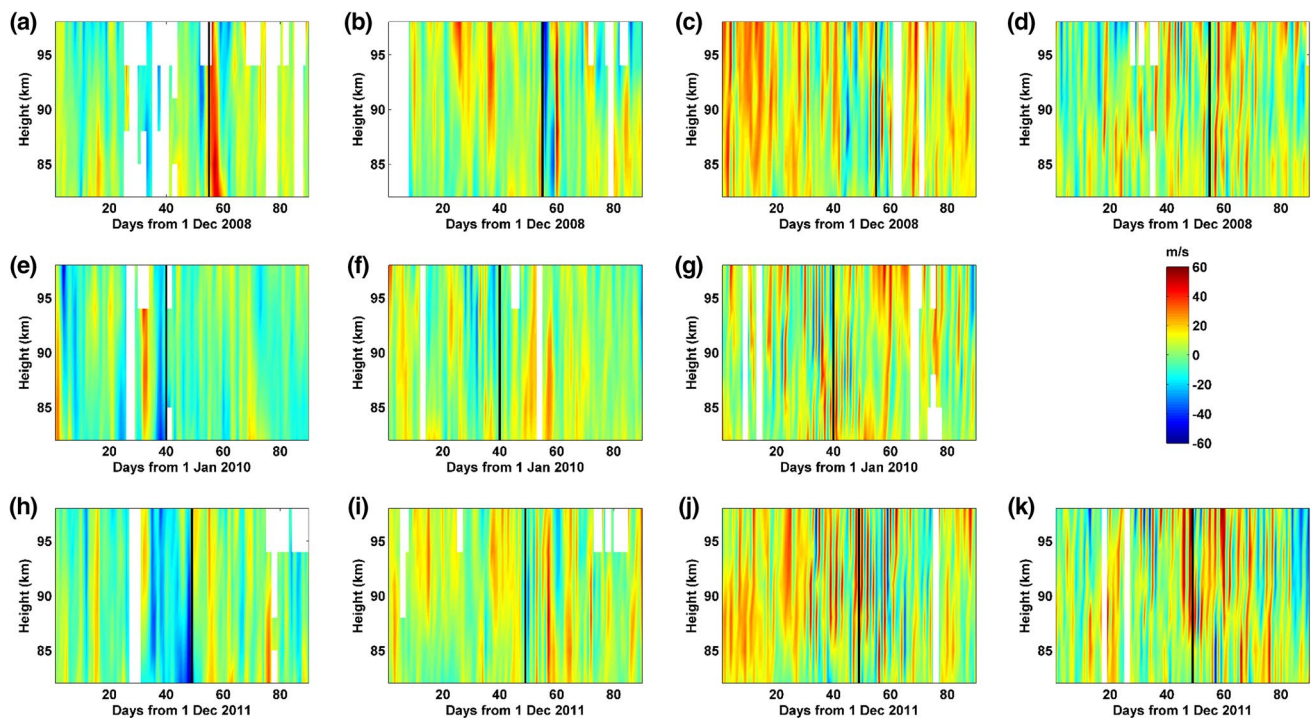 (a) (b) (c) (d)
Height (km) Height (km) Height (km) Height (km)
95 95 95 95
90 90 90 90
85 85 85 85
20 40 60 80 20 40 60 80 20 40 60 80 20 40 60 80
Days from 1 Dec 2008 Days from 1 Dec 2008 Days from 1 Dec 2008 Days from 1 Dec 2008
(e) (f) (g)
Height (km) Height (km) Height (km)
95 95 95
90 90 90
85 85 85
20 40 60 80 20 40 60 80 20 40 60 80
Days from 1 Jan 2010 Days from 1 Jan 2010 Days from 1 Jan 2010
m/s
60
40
20
0
-20
-40
-60
(h) (i) (j) (k)
Height (km) Height (km) Height (km) Height (km)
95 95 95 95
90 90 90 90
85 85 85 85
20 40 60 80 20 40 60 80 20 40 60 80 20 40 60 80
Days from 1 Dec 2011 Days from 1 Dec 2011 Days from 1 Dec 2011 Days from 1 Dec 2011